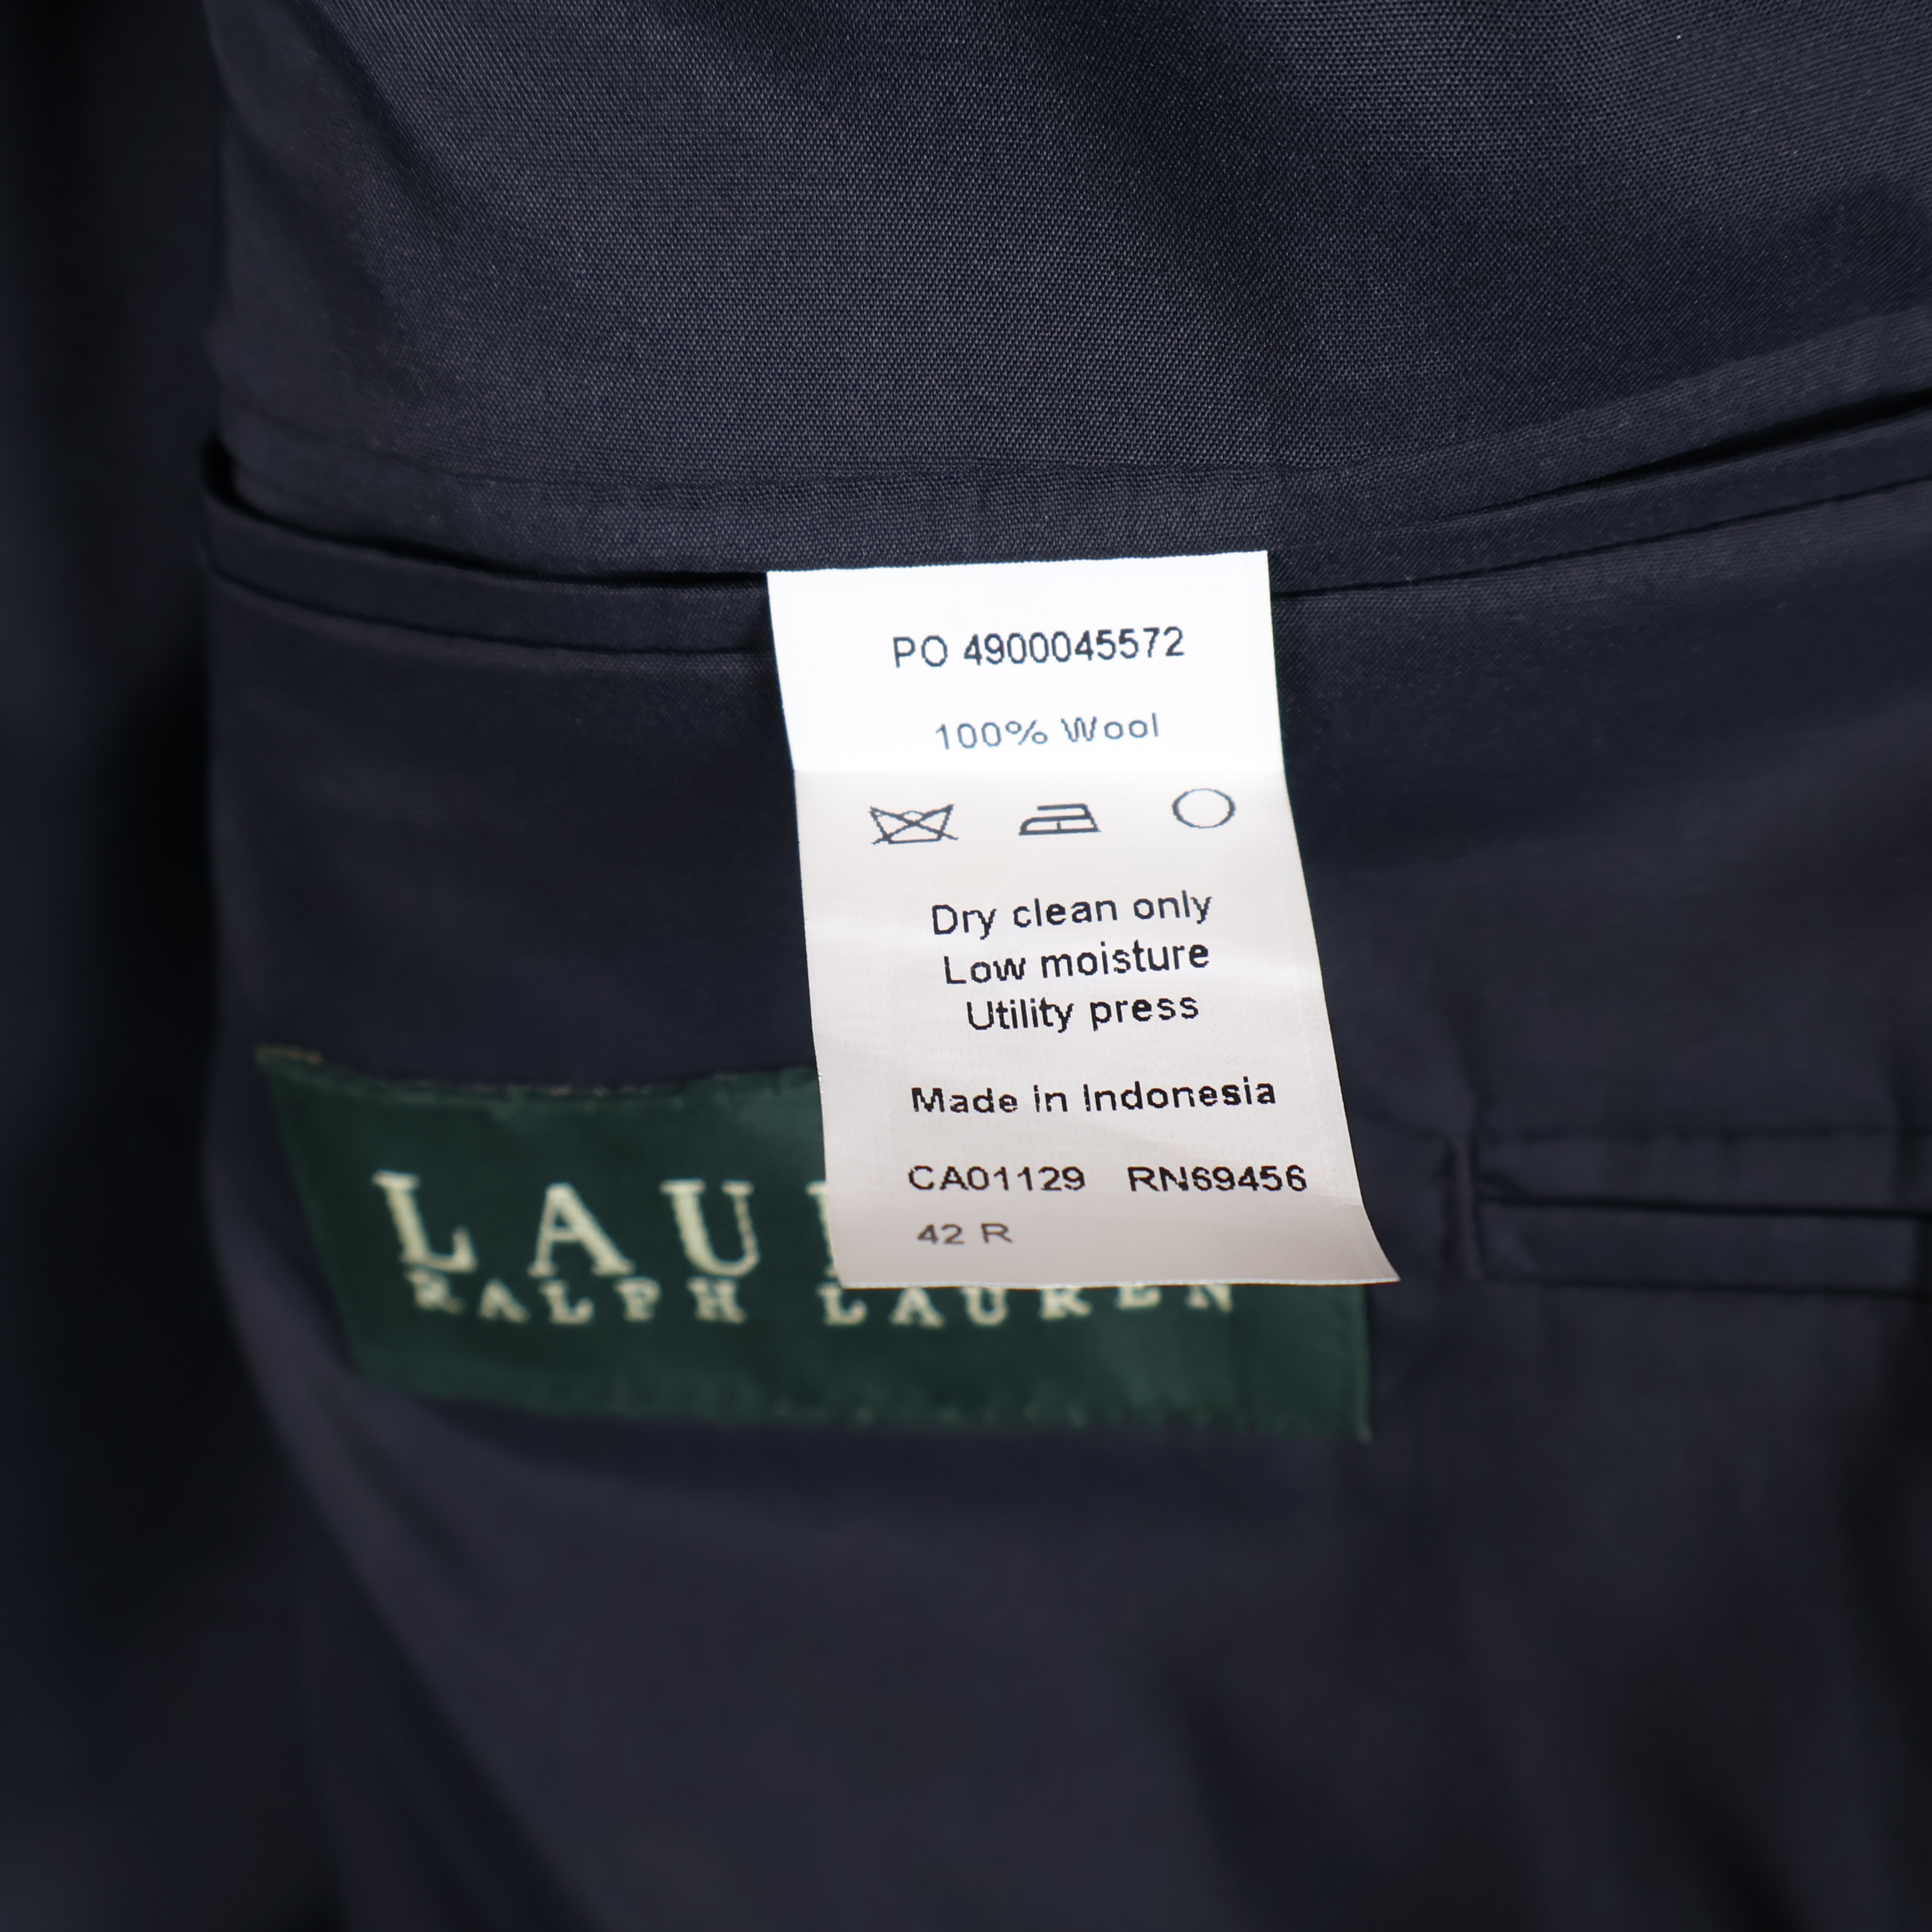 PO 4900045572
100% Wool
Dry clean only
Low moisture
Utility press
Made in Indonesia
CA01129 RN69456
42 R
RALPH LAUREN